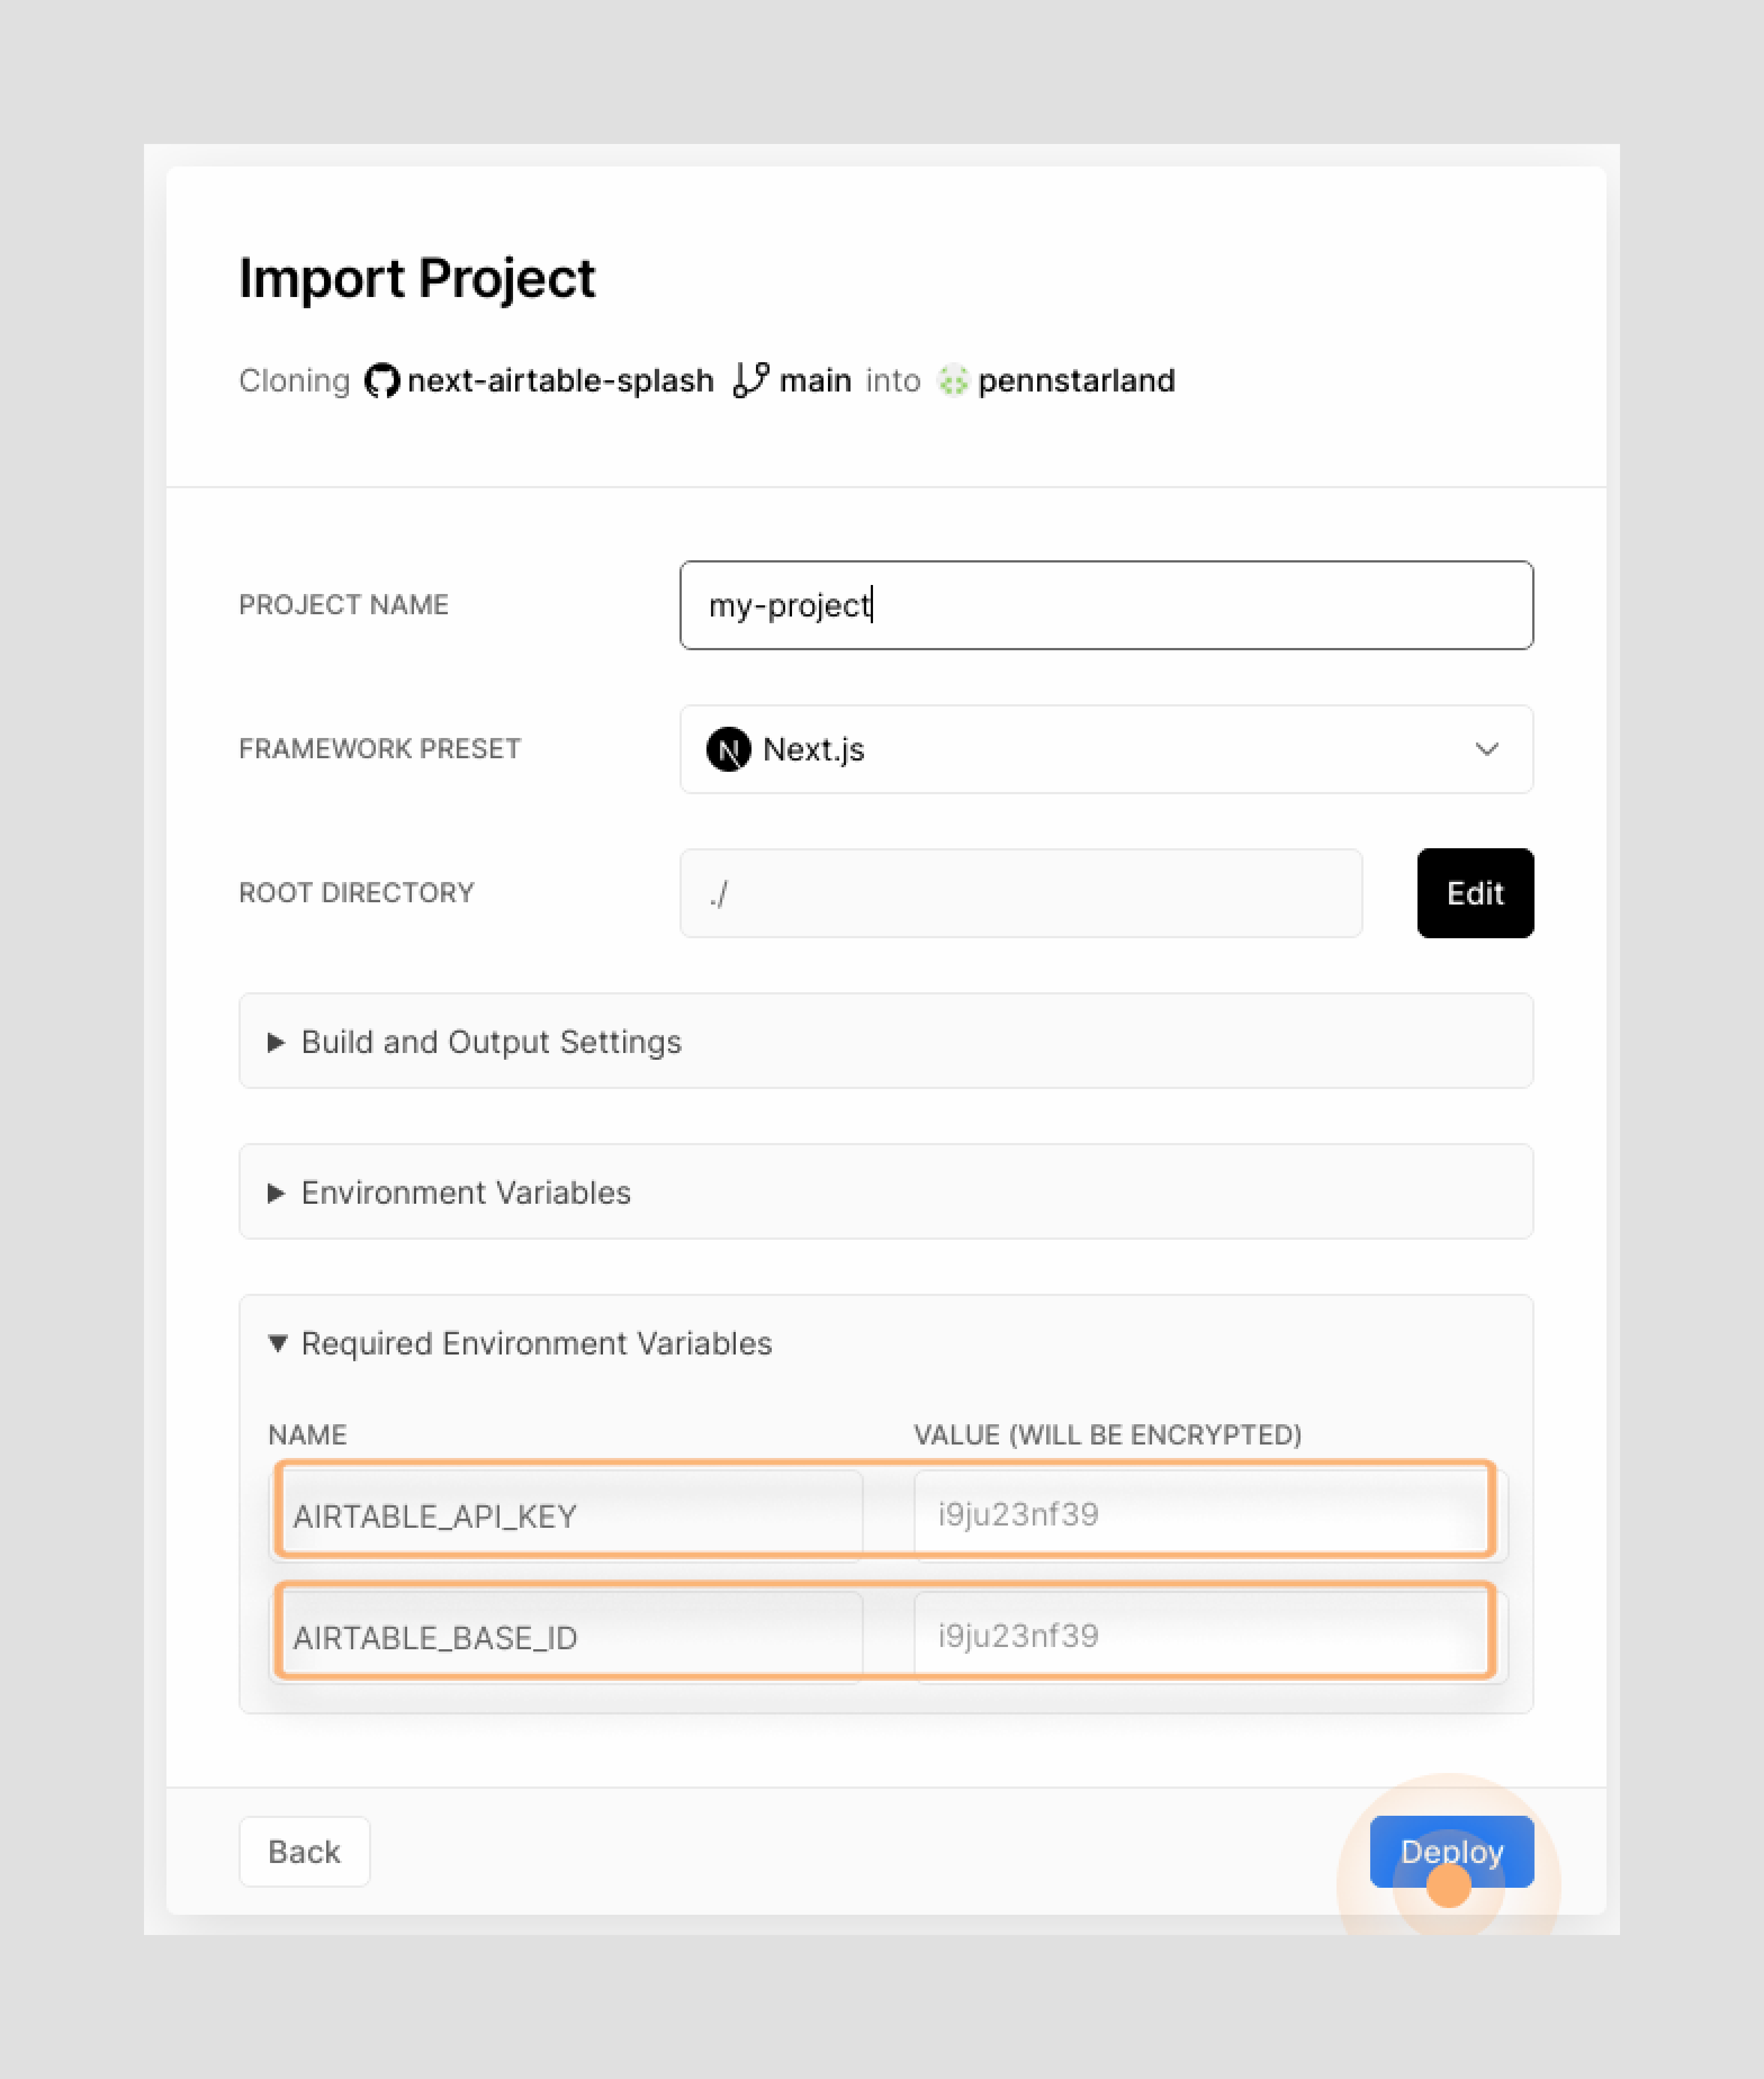 Import Project
Cloning next-airtable-splash main into pennstarland
PROJECT NAME
my-project
FRAMEWORK PRESET
N Next.js
ROOT DIRECTORY
./
Edit
Build and Output Settings
Environment Variables
Required Environment Variables
NAME
VALUE (WILL BE ENCRYPTED)
AIRTABLE_API_KEY
i9ju23nf39
AIRTABLE_BASE_ID
i9ju23nf39
Back
Deploy